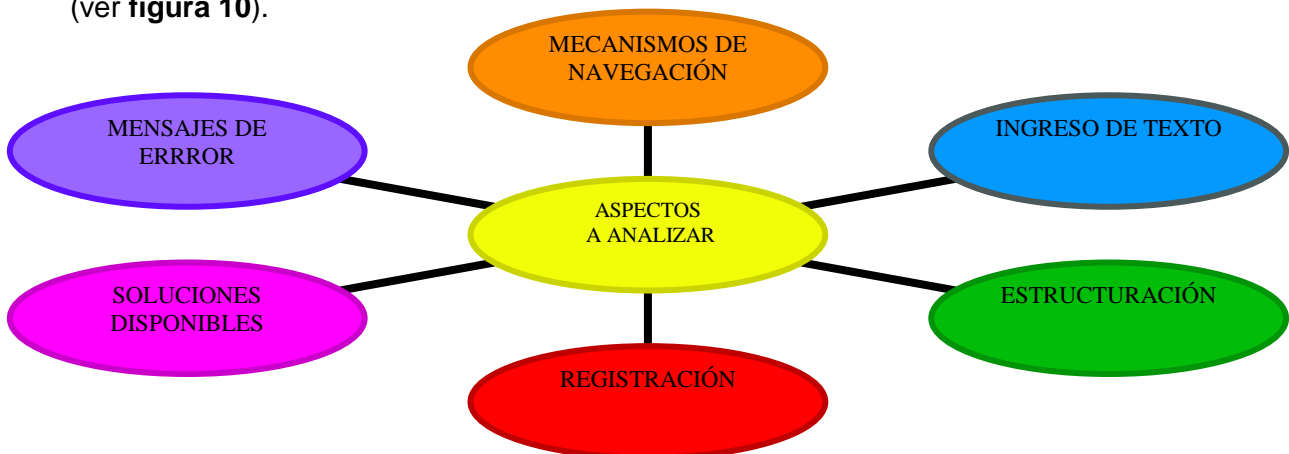 (ver figura 10).
MECANISMOS DE
NAVEGACIÓN
MENSAJES DE
ERRROR
INGRESO DE TEXTO
ASPECTOS
A ANALIZAR
SOLUCIONES
DISPONIBLES
ESTRUCTURACIÓN
REGISTRACIÓN